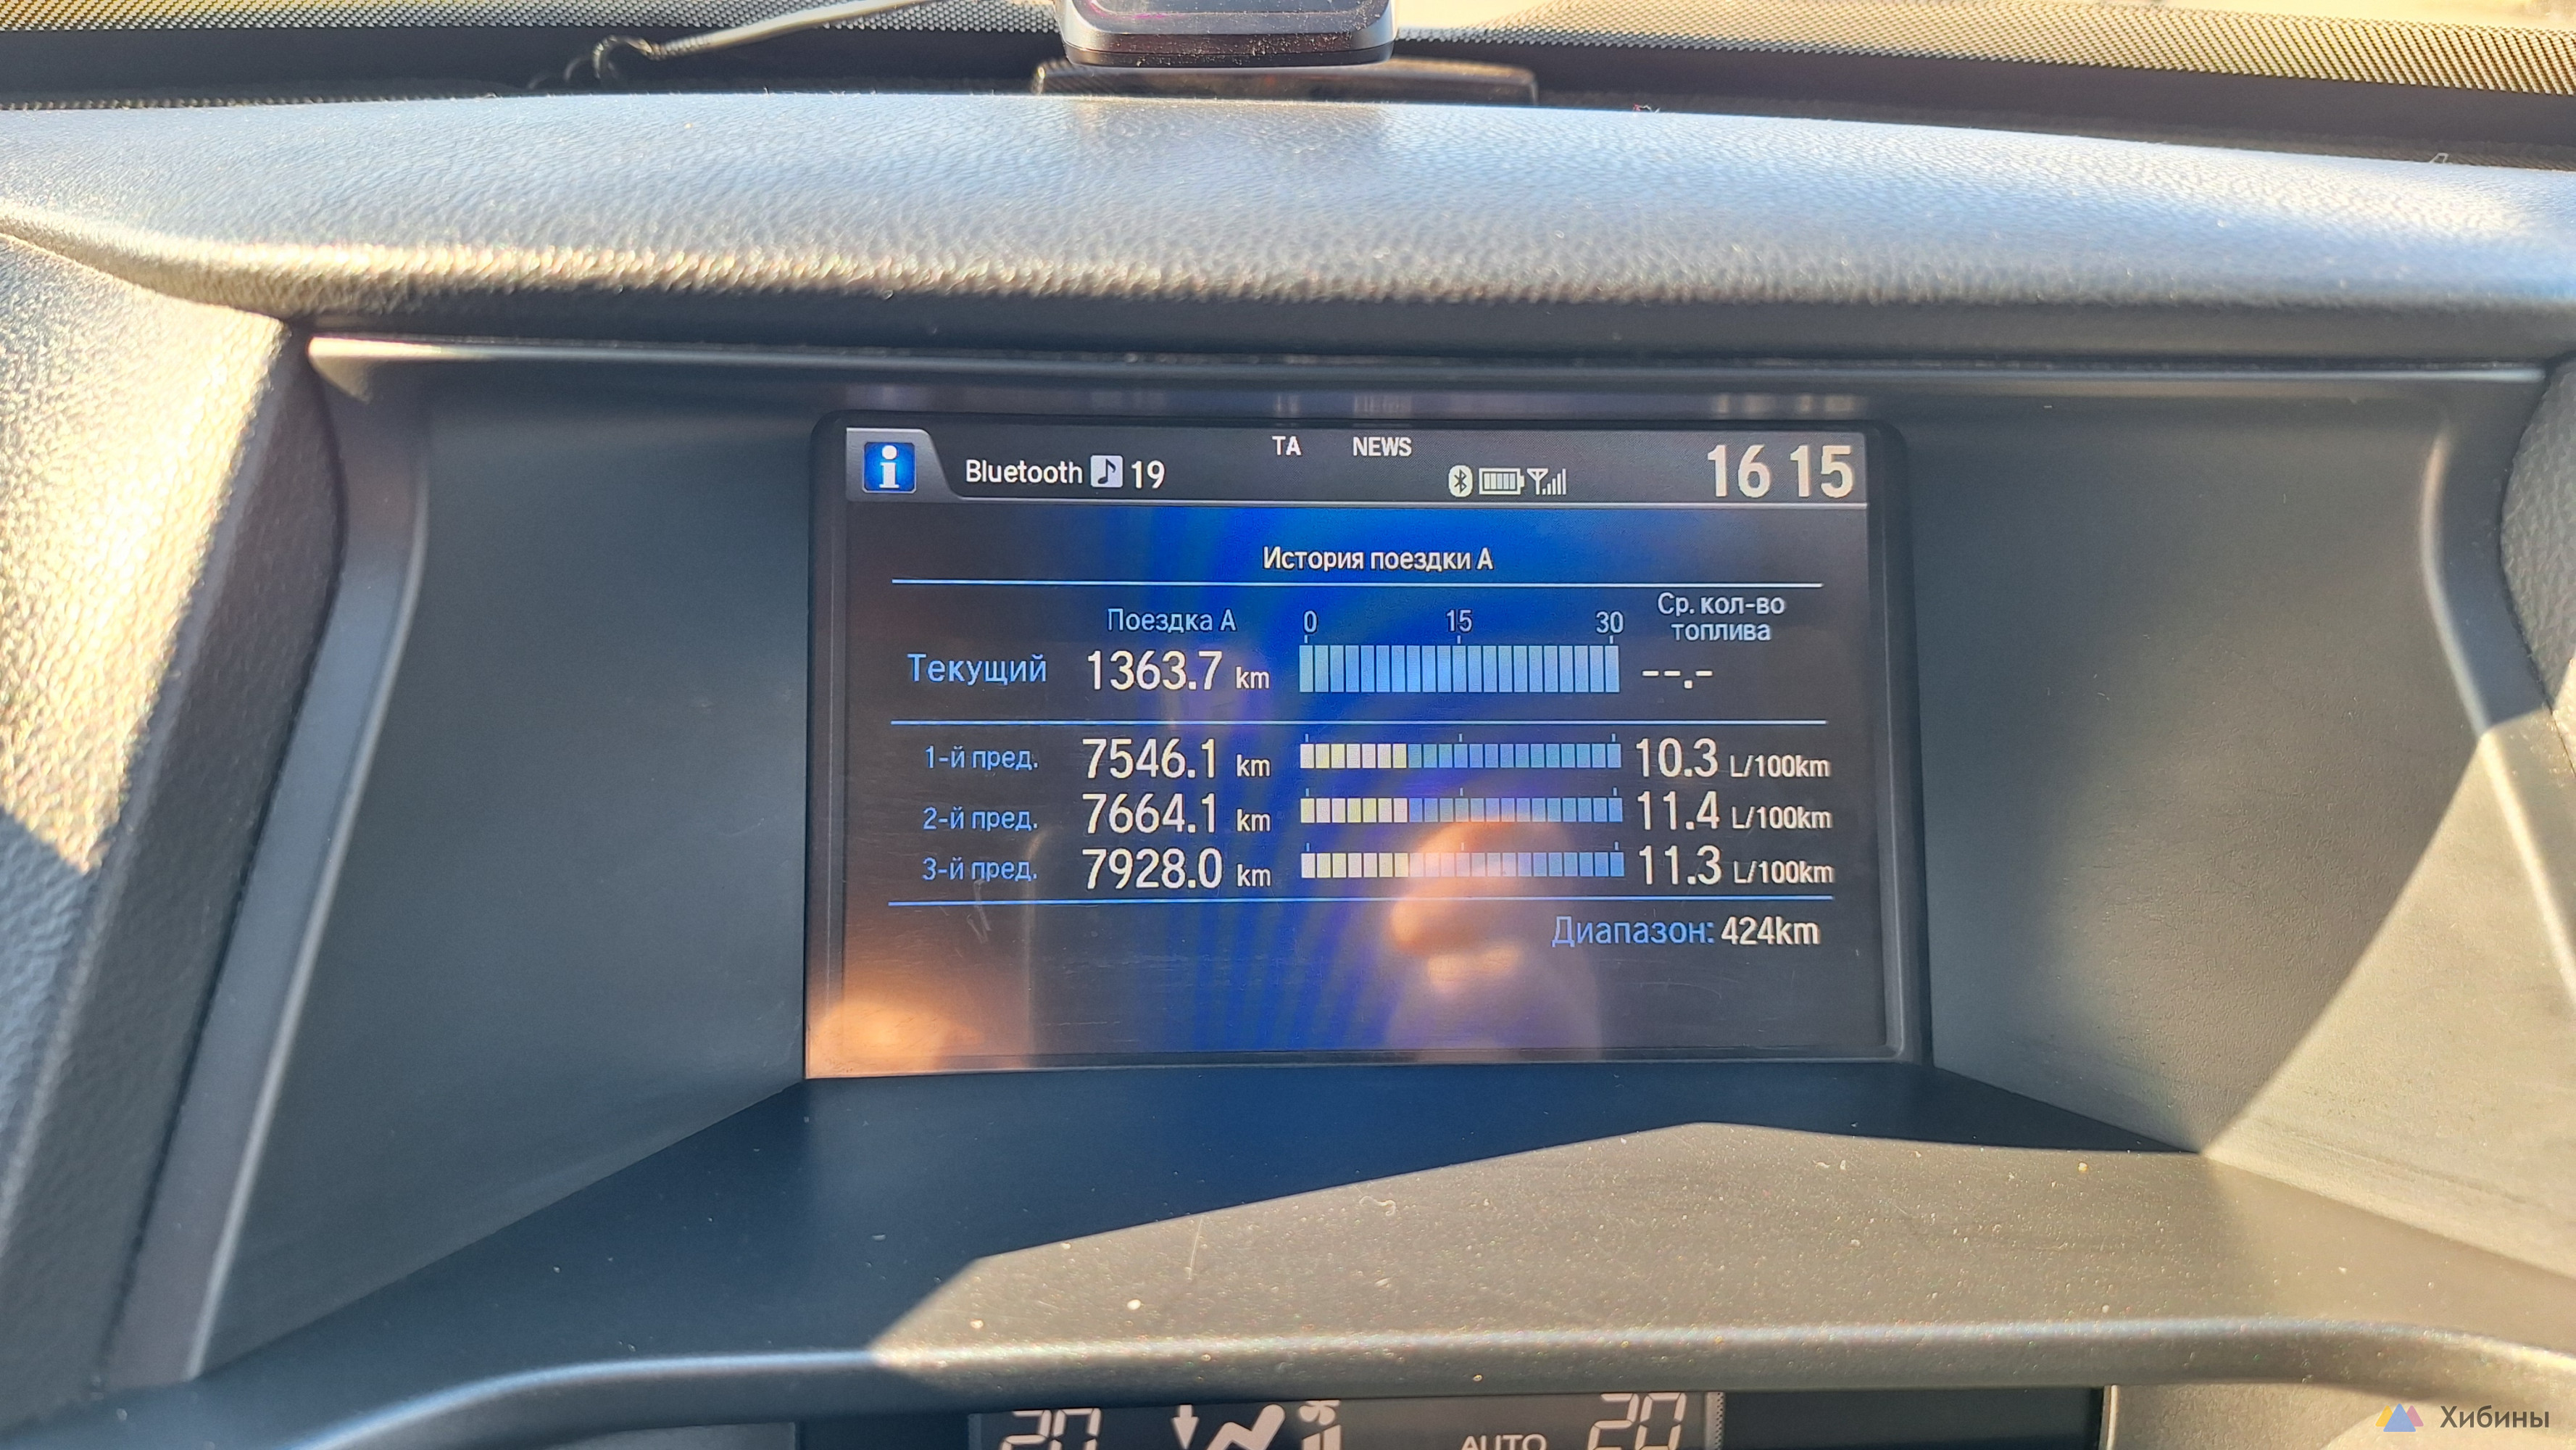 TA NEWS
Bluetooth 19 16 15
История поездки A
Поездка A 0 15 30 Ср. кол-во
топлива
Текущий 1363.7 km --.-
1-й пред. 7546.1 km 10.3 L/100km
2-й пред. 7664.1 km 11.4 L/100km
3-й пред. 7928.0 km 11.3 L/100km
Диапазон: 424km
20 AUTO 20
Хибины